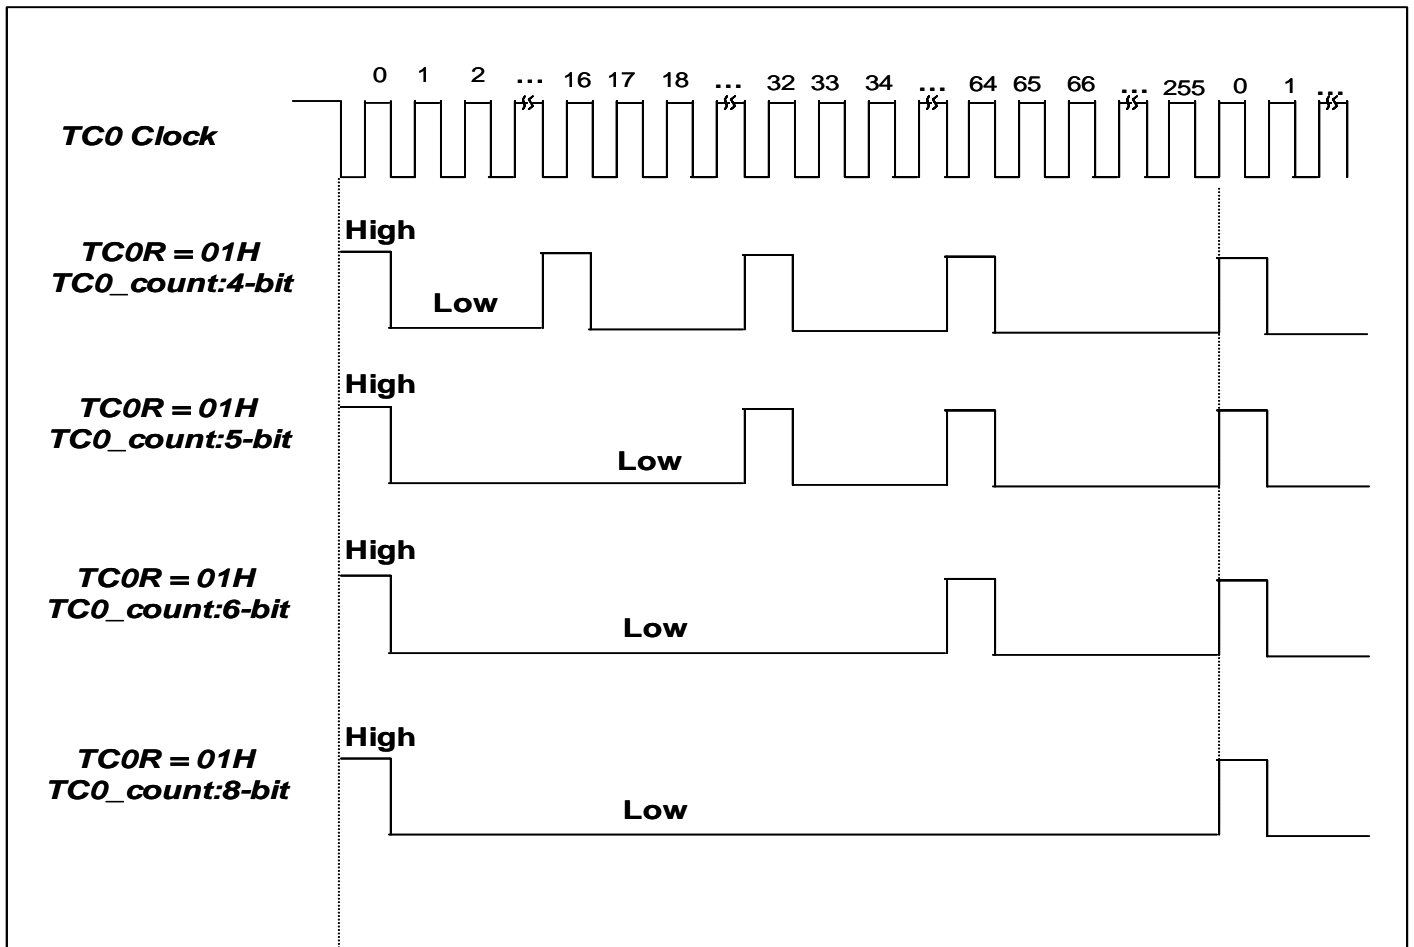 0 1 2 ... 16 17 18 ... 32 33 34 ... 64 65 66 ... 255 0 1 ...
TC0 Clock
High
TC0R = 01H
TC0_count:4-bit
Low
High
TC0R = 01H
TC0_count:5-bit
Low
High
TC0R = 01H
TC0_count:6-bit
Low
High
TC0R = 01H
TC0_count:8-bit
Low